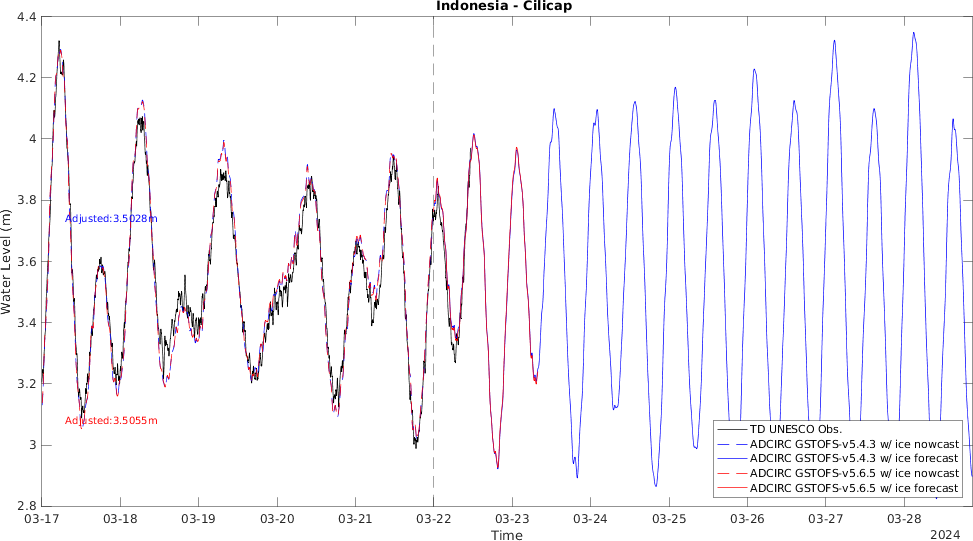 Indonesia - Cilicap
4.4
4.2
4
3.8
3.6
3.4
3.2
3
2.8
Water Level (m)
Adjusted:3.5028m
Adjusted:3.5055m
TD UNESCO Obs.
ADCIRC GSTOFS-v5.4.3 w/ ice nowcast
ADCIRC GSTOFS-v5.4.3 w/ ice forecast
ADCIRC GSTOFS-v5.6.5 w/ ice nowcast
ADCIRC GSTOFS-v5.6.5 w/ ice forecast
03-17 03-18 03-19 03-20 03-21 03-22 03-23 03-24 03-25 03-26 03-27 03-28
Time
2024